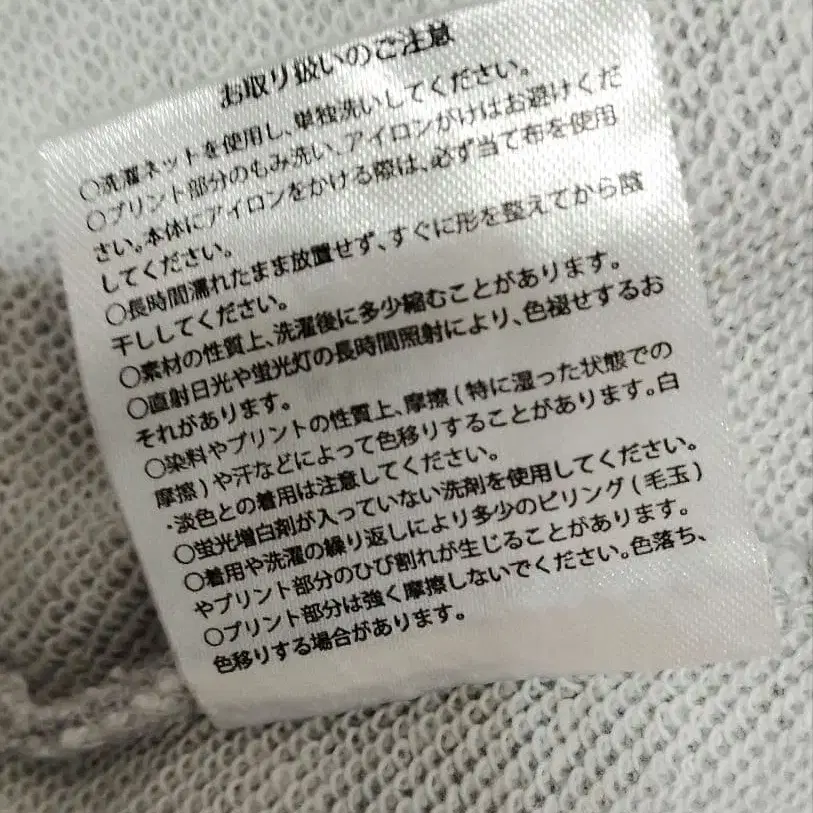 お取り扱いのご注意
○洗濯ネットを使用し、単独洗いしてください。
○プリント部分のもみ洗い、アイロンがけはお避けくだ
さい。本体にアイロンをかける際は、必ず当て布を使用
してください。
○長時間濡れたまま放置せず、すぐに形を整えてから陰
干ししてください。
○素材の性質上、洗濯後に多少縮むことがあります。
○直射日光や蛍光灯の長時間照射により、色褪せするお
それがあります。
○染料やプリントの性質上、摩擦(特に湿った状態での
摩擦)や汗などによって色移りすることがあります。白
・淡色との着用は注意してください。
○蛍光増白剤が入っていない洗剤を使用してください。
○着用や洗濯の繰り返しにより多少のピリング(毛玉)
やプリント部分のひび割れが生じることがあります。
○プリント部分は強く摩擦しないでください。色落ち、
色移りする場合があります。